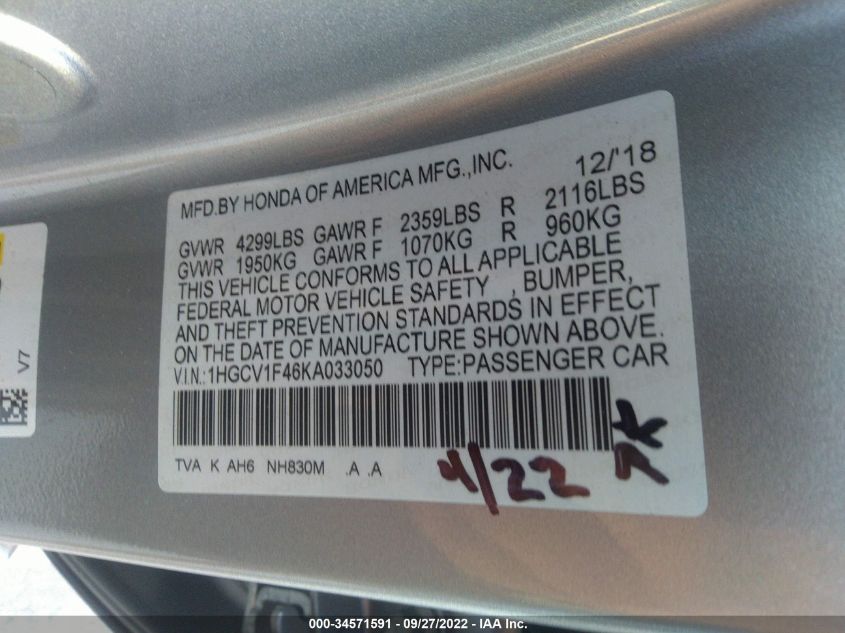 MFD.BY HONDA OF AMERICA MFG.,INC. 12/'18
GVWR 4299LBS GAWR F 2359LBS R 2116LBS
GVWR 1950KG GAWR F 1070KG R 960KG
THIS VEHICLE CONFORMS TO ALL APPLICABLE
FEDERAL MOTOR VEHICLE SAFETY , BUMPER,
AND THEFT PREVENTION STANDARDS IN EFFECT
ON THE DATE OF MANUFACTURE SHOWN ABOVE.
V.I.N.:1HGCV1F46KA033050 TYPE:PASSENGER CAR
TVA K AH6 NH830M .A .A
4/22
V7
000-34571591 - 09/27/2022 - IAA Inc.